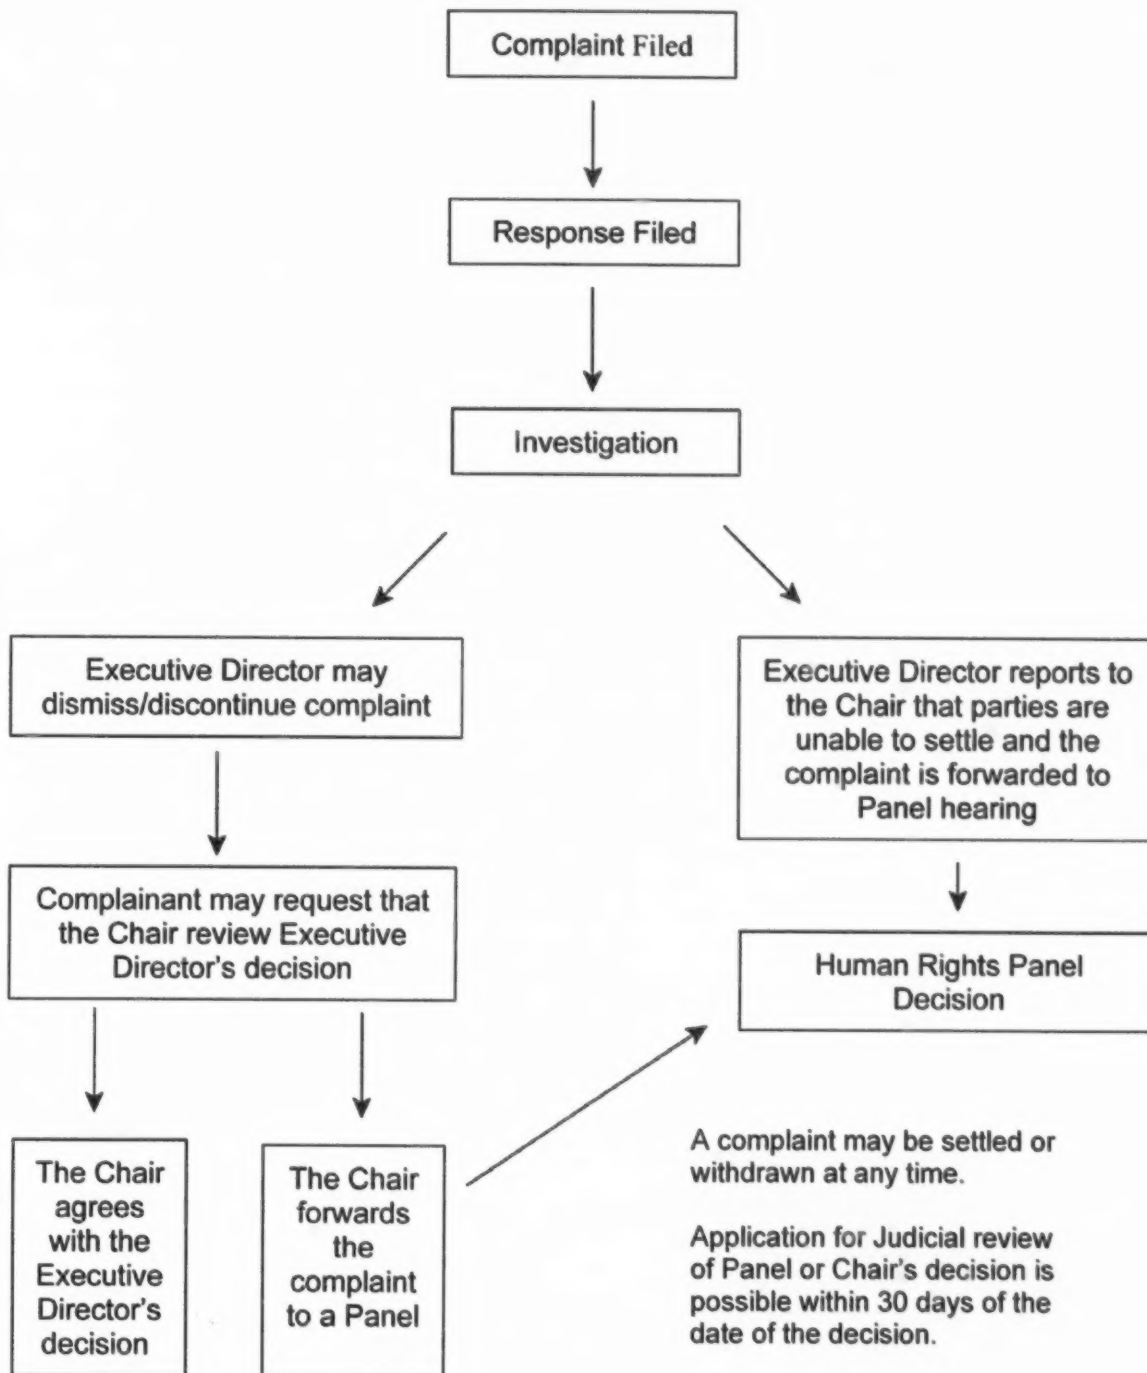 Complaint Filed
Response Filed
Investigation
Executive Director may
dismiss/discontinue complaint
Complainant may request that
the Chair review Executive
Director's decision
The Chair
agrees
with the
Executive
Director's
decision
The Chair
forwards
the
complaint
to a Panel
Executive Director reports to
the Chair that parties are
unable to settle and the
complaint is forwarded to
Panel hearing
Human Rights Panel
Decision
A complaint may be settled or
withdrawn at any time.
Application for Judicial review
of Panel or Chair's decision is
possible within 30 days of the
date of the decision.